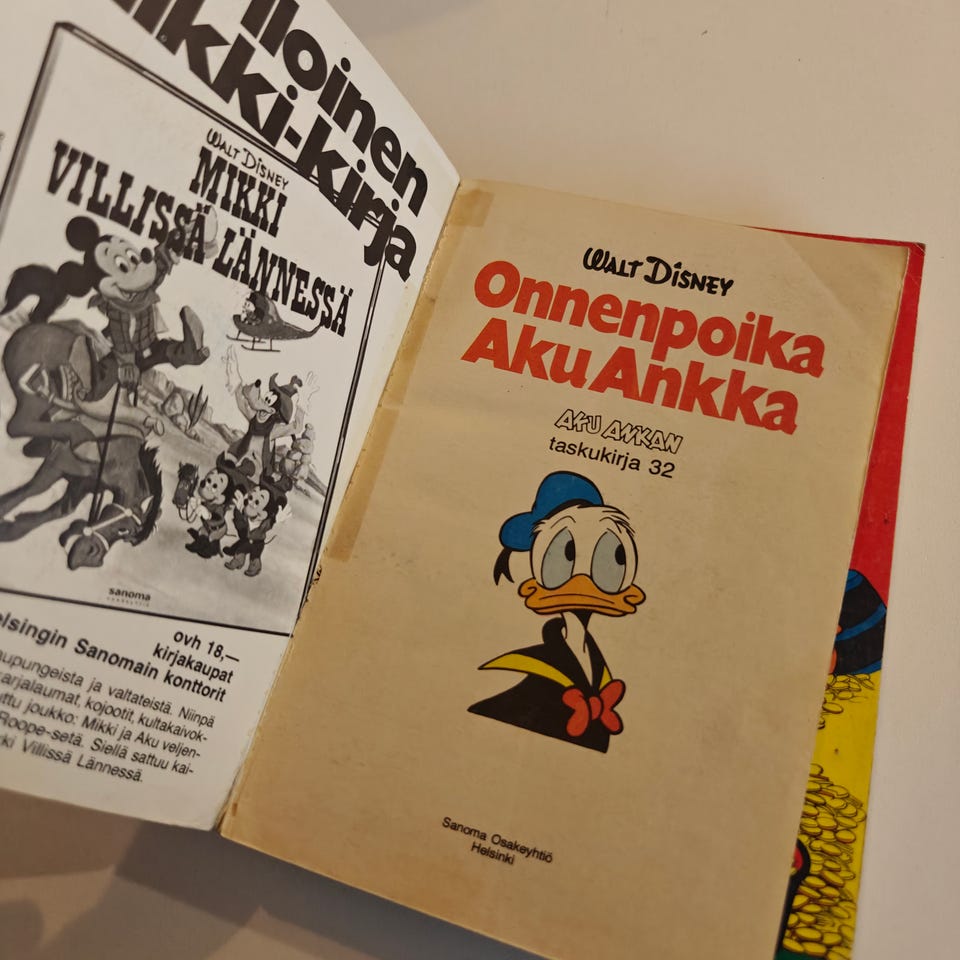 Iloinen
Mikki-kirja
WALT DISNEY
MIKKI
VILLISSÄ LÄNNESSÄ
sanoma
ovh 18,—
kirjakaupat
Helsingin Sanomain konttorit
ja valtateistä. Niinpä
kojootit, kultakaivok-
joukko: Mikki ja Aku veljen-
Roope-setä. Siellä sattuu kai-
Villissä Lännessä.
WALT DISNEY
Onnenpoika
Aku Ankka
AKU ANKAN
taskukirja 32
Sanoma Osakeyhtiö
Helsinki